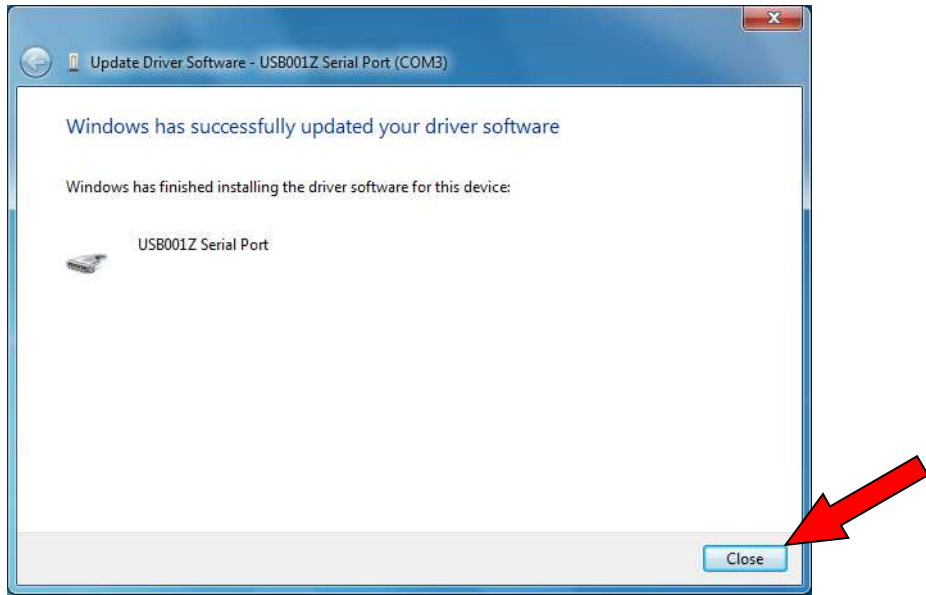 Update Driver Software - USB001Z Serial Port (COM3)
Windows has successfully updated your driver software
Windows has finished installing the driver software for this device:
USB001Z Serial Port
Close